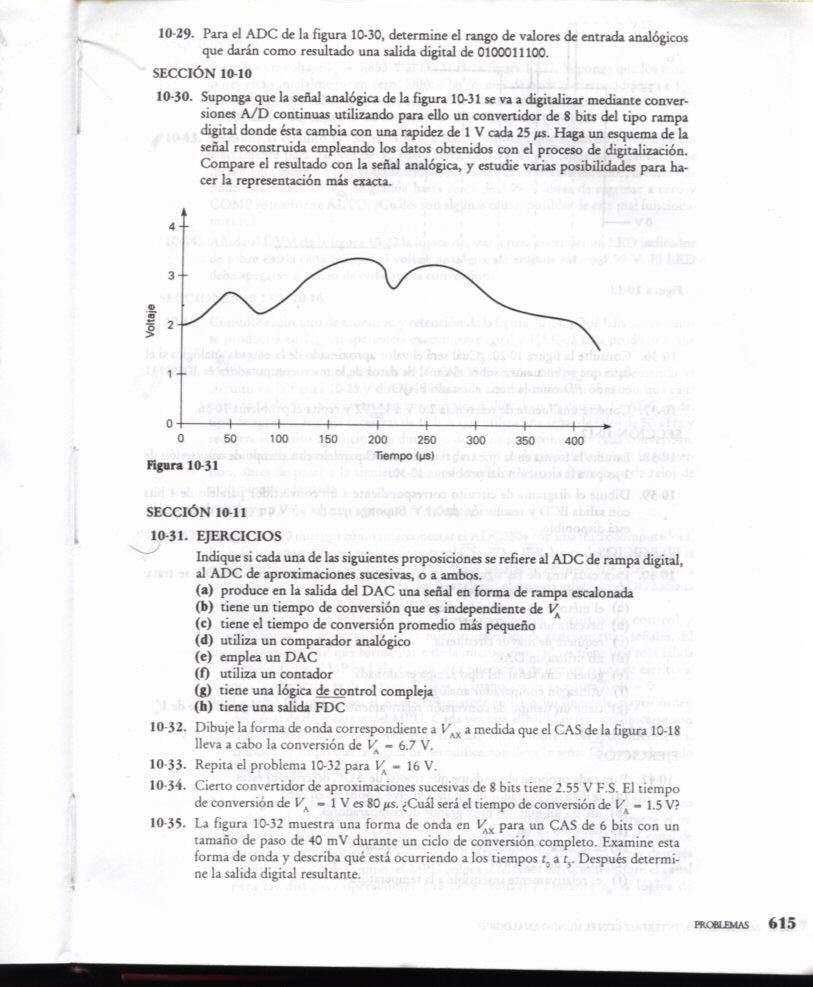 10-29. Para el ADC de la figura 10-30, determine el rango de valores de entrada analógicos
que darán como resultado una salida digital de 0100011100.
SECCIÓN 10-10
10-30. Suponga que la señal analógica de la figura 10-31 se va a digitalizar mediante conver-
siones A/D continuas utilizando para ello un convertidor de 8 bits del tipo rampa
digital donde ésta cambia con una rapidez de 1 V cada 25 μs. Haga un esquema de la
señal reconstruida empleando los datos obtenidos con el proceso de digitalización.
Compare el resultado con la señal analógica, y estudie varias posibilidades para ha-
cer la representación más exacta.
4
3
2
1
0
Voltaje
0 50 100 150 200 250 300 350 400
Tiempo (μs)
Figura 10-31
SECCIÓN 10-11
10-31. EJERCICIOS
Indique si cada una de las siguientes proposiciones se refiere al ADC de rampa digital,
al ADC de aproximaciones sucesivas, o a ambos.
(a) produce en la salida del DAC una señal en forma de rampa escalonada
(b) tiene un tiempo de conversión que es independiente de V_A
(c) tiene el tiempo de conversión promedio más pequeño
(d) utiliza un comparador analógico
(e) emplea un DAC
(f) utiliza un contador
(g) tiene una lógica de control compleja
(h) tiene una salida FDC
10-32. Dibuje la forma de onda correspondiente a V_AX a medida que el CAS de la figura 10-18
lleva a cabo la conversión de V_A = 6.7 V.
10-33. Repita el problema 10-32 para V_A = 16 V.
10-34. Cierto convertidor de aproximaciones sucesivas de 8 bits tiene 2.55 V F.S. El tiempo
de conversión de V_A = 1 V es 80 μs. ¿Cuál será el tiempo de conversión de V_A = 1.5 V?
10-35. La figura 10-32 muestra una forma de onda en V_AX para un CAS de 6 bits con un
tamaño de paso de 40 mV durante un ciclo de conversión completo. Examine esta
forma de onda y describa qué está ocurriendo a los tiempos t_0 a t_5. Después determi-
ne la salida digital resultante.
PROBLEMAS 615